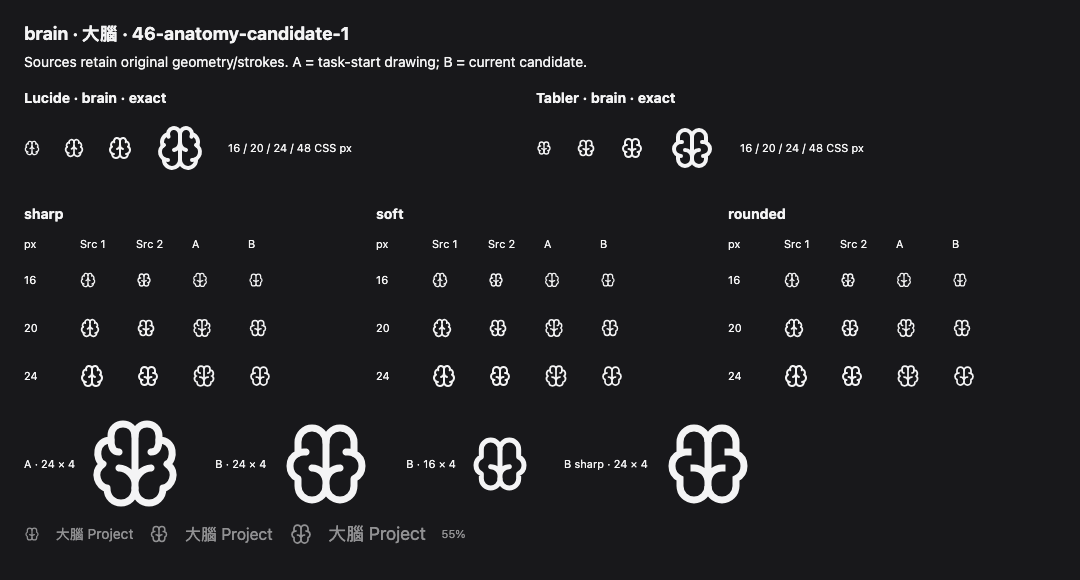 brain · 大腦 · 46-anatomy-candidate-1
Sources retain original geometry/strokes. A = task-start drawing; B = current candidate.
Lucide · brain · exact
Tabler · brain · exact
16 / 20 / 24 / 48 CSS px
16 / 20 / 24 / 48 CSS px
sharp
soft
rounded
px Src 1 Src 2 A B
px Src 1 Src 2 A B
px Src 1 Src 2 A B
16
16
16
20
20
20
24
24
24
A · 24 × 4
B · 24 × 4
B · 16 × 4
B sharp · 24 × 4
大腦 Project
大腦 Project
大腦 Project
55%